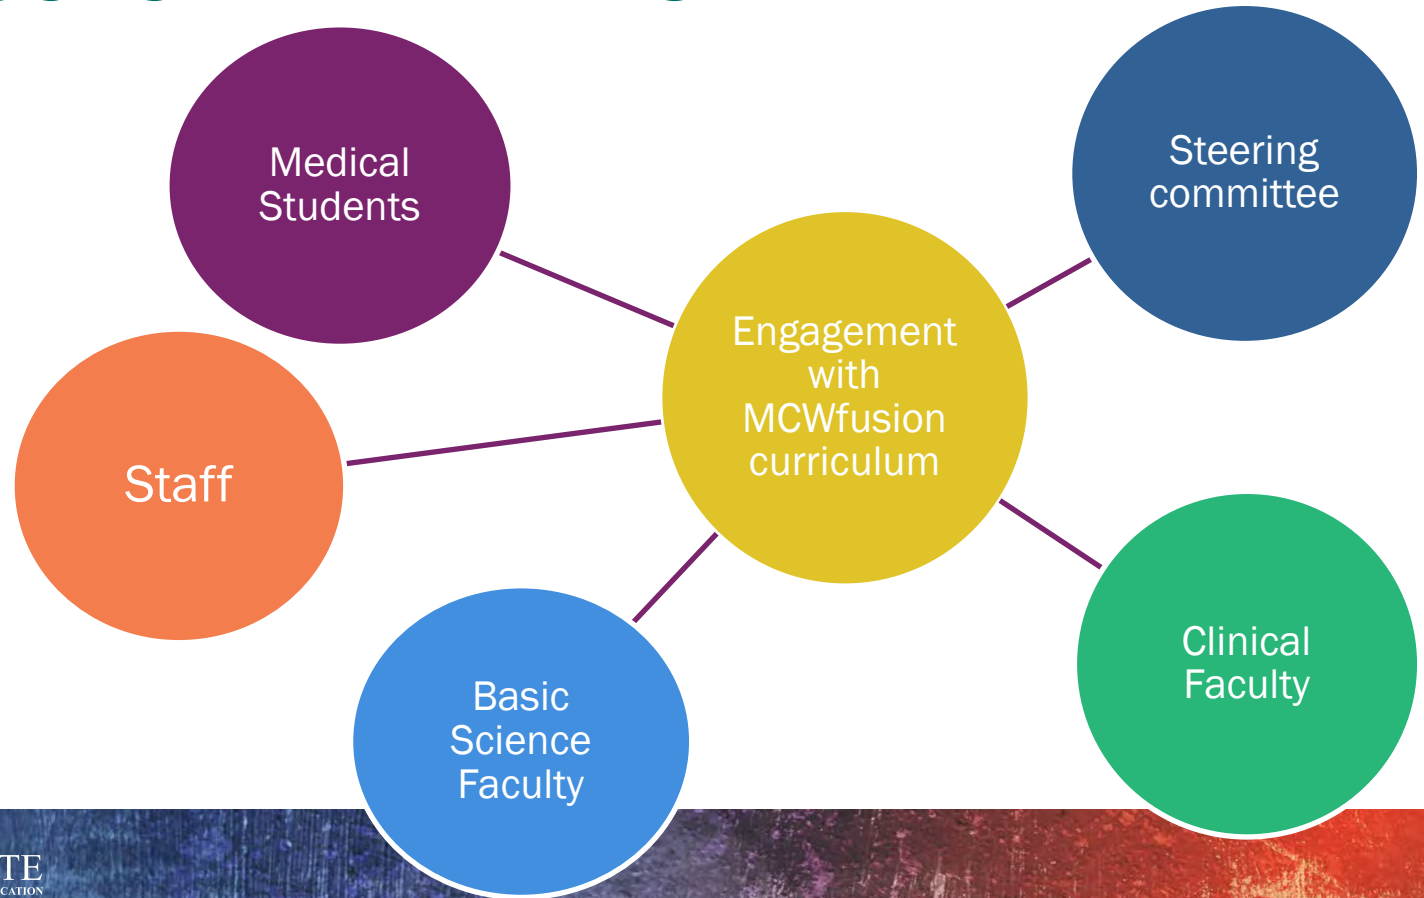 Medical
Students
Steering
committee
Engagement
with
MCWfusion
curriculum
Staff
Clinical
Faculty
Basic
Science
Faculty